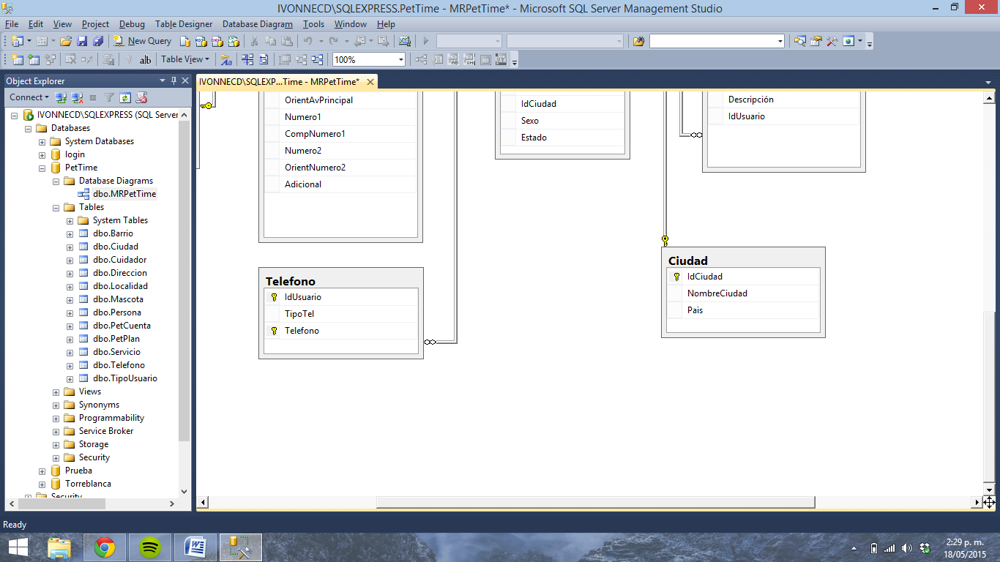 IVONNECD\SQLEXPRESS.PetTime - MRPetTime* - Microsoft SQL Server Management Studio
File Edit View Project Debug Table Designer Database Diagram Tools Window Help
New Query
ab| Table View 100%
Object Explorer
Connect
IVONNECD\SQLEXPRESS (SQL Server
Databases
System Databases
login
PetTime
Database Diagrams
dbo.MRPetTime
Tables
System Tables
dbo.Barrio
dbo.Ciudad
dbo.Cuidador
dbo.Direccion
dbo.Localidad
dbo.Mascota
dbo.Persona
dbo.PetCuenta
dbo.PetPlan
dbo.Servicio
dbo.Telefono
dbo.TipoUsuario
Views
Synonyms
Programmability
Service Broker
Storage
Security
Prueba
Torreblanca
Security
IVONNECD\SQLEXP...Time - MRPetTime*
OrientAvPrincipal
Numero1
CompNumero1
Numero2
OrientNumero2
Adicional
IdCiudad
Sexo
Estado
Descripción
IdUsuario
Telefono
IdUsuario
TipoTel
Telefono
Ciudad
IdCiudad
NombreCiudad
Pais
Ready
2:29 p. m.
18/05/2015